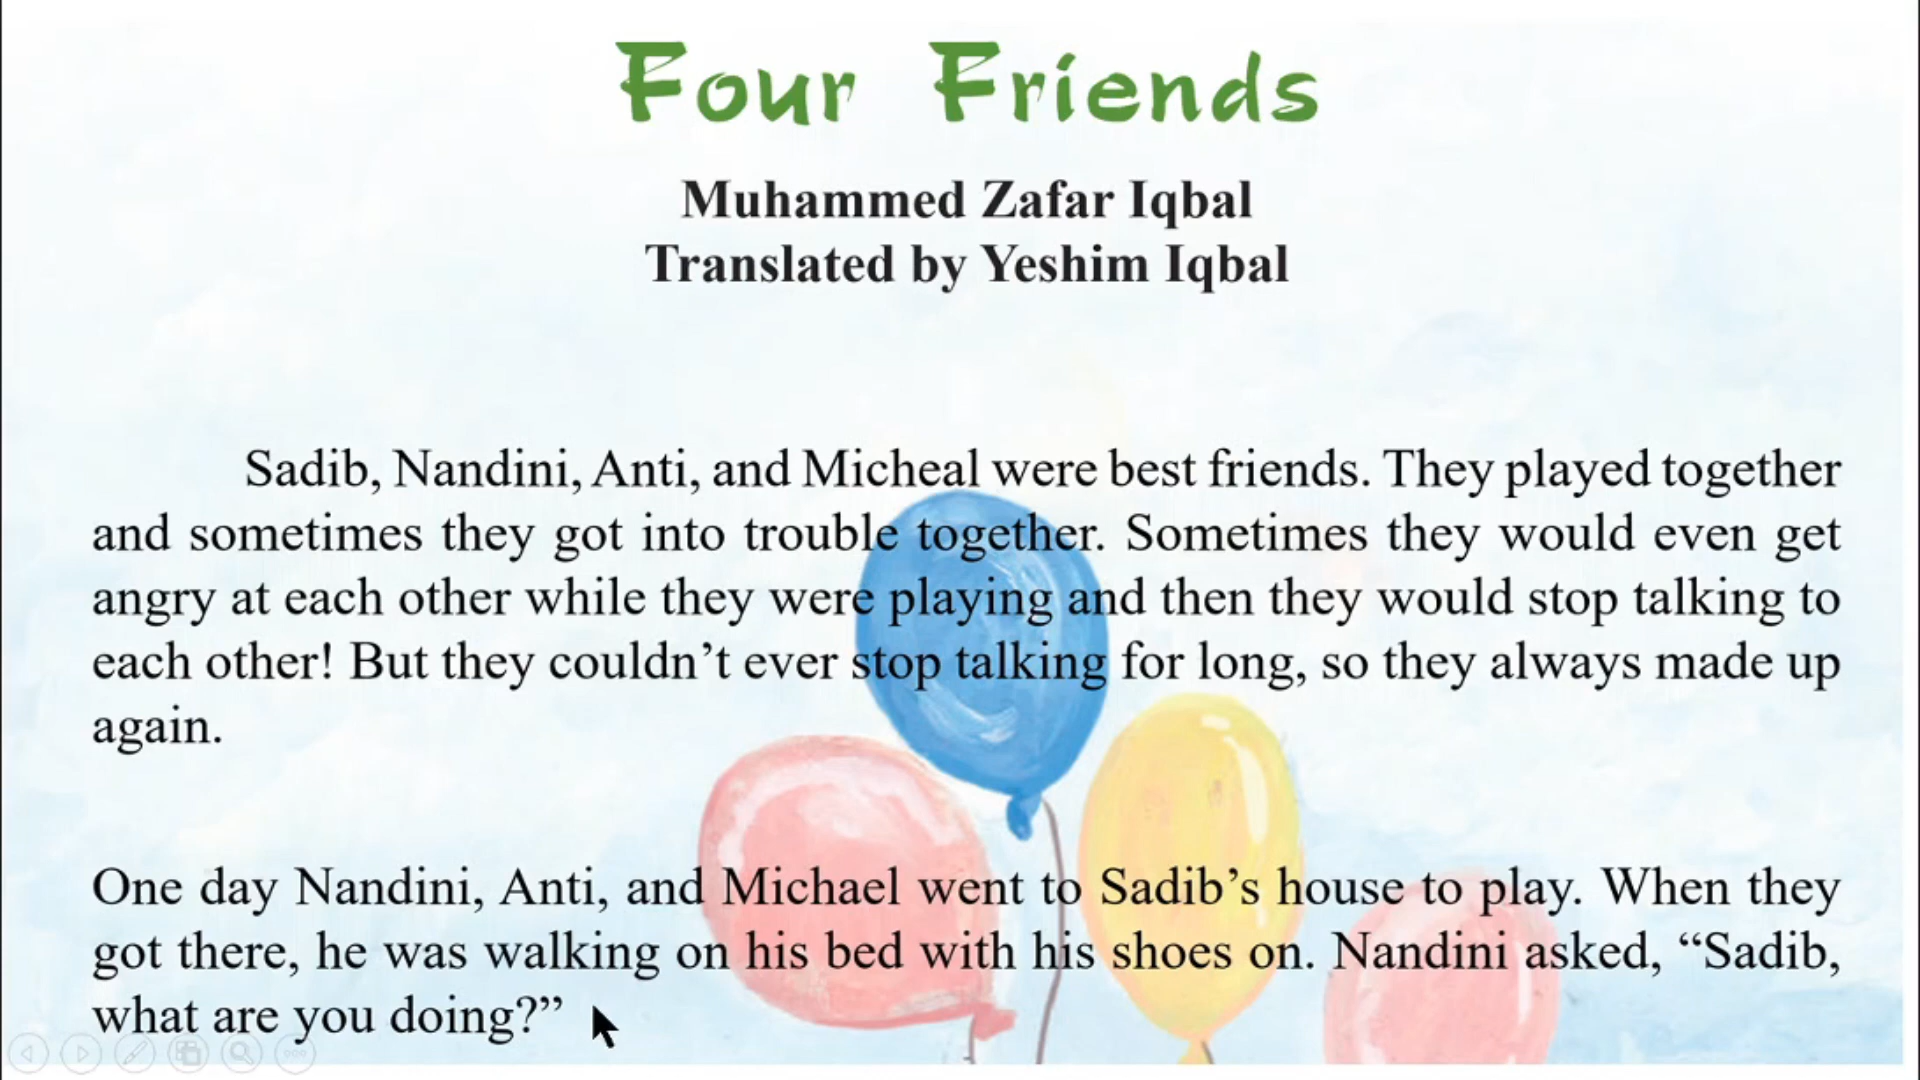 Four Friends
Muhammed Zafar Iqbal
Translated by Yeshim Iqbal
Sadib, Nandini, Anti, and Micheal were best friends. They played together
and sometimes they got into trouble together. Sometimes they would even get
angry at each other while they were playing and then they would stop talking to
each other! But they couldn’t ever stop talking for long, so they always made up
again.
One day Nandini, Anti, and Michael went to Sadib’s house to play. When they
got there, he was walking on his bed with his shoes on. Nandini asked, “Sadib,
what are you doing?”